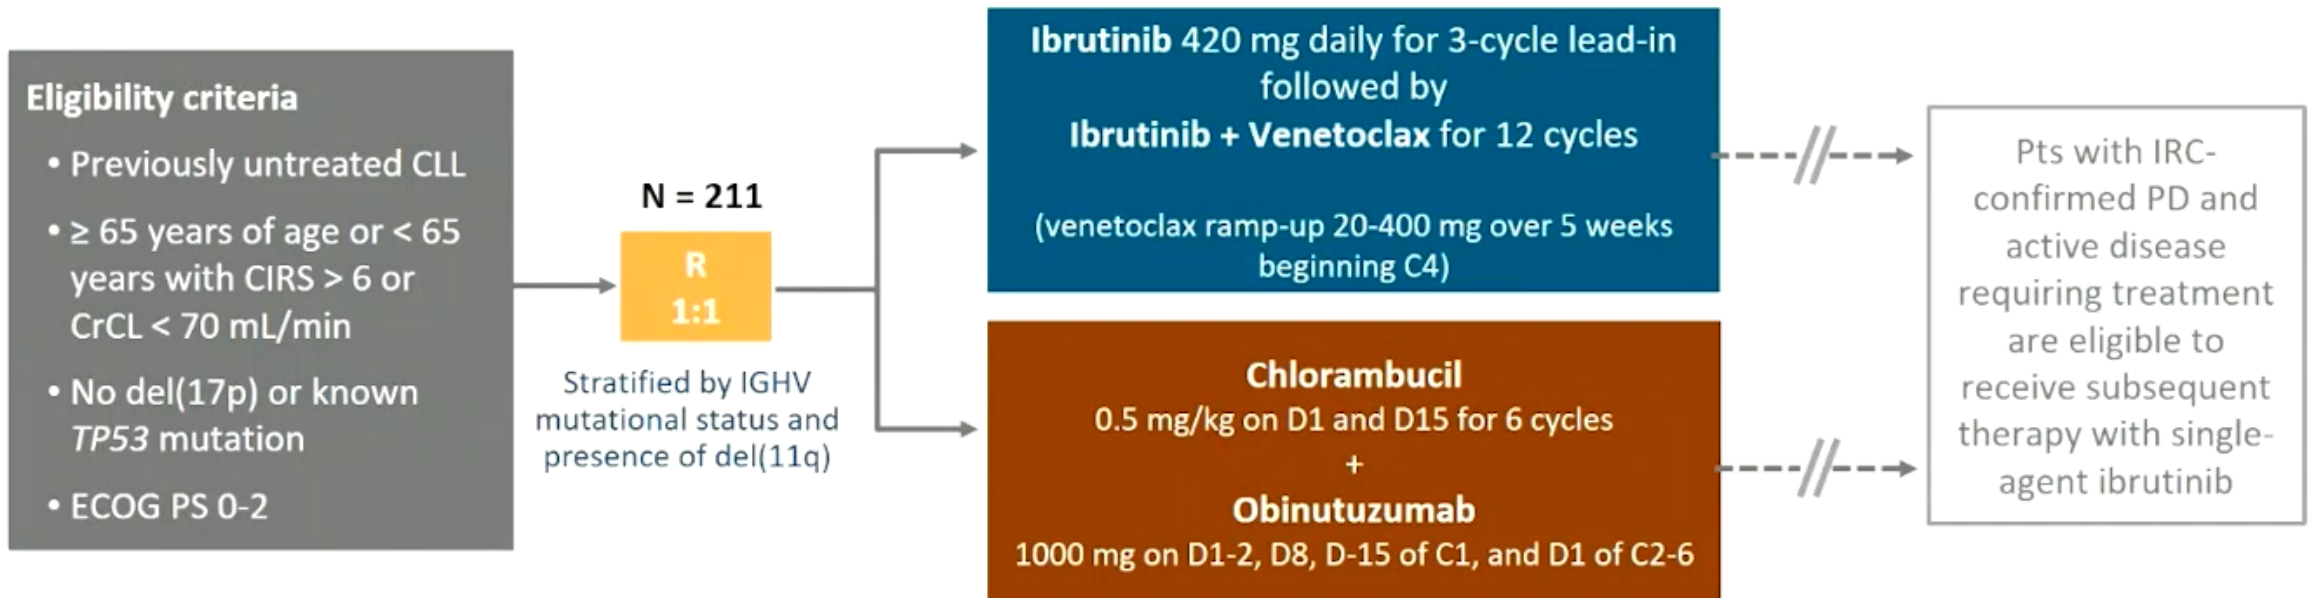 Eligibility criteria
• Previously untreated CLL
• ≥ 65 years of age or < 65
years with CIRS > 6 or
CrCL < 70 mL/min
• No del(17p) or known
TP53 mutation
• ECOG PS 0-2
N = 211
R
1:1
Stratified by IGHV
mutational status and
presence of del(11q)
Ibrutinib 420 mg daily for 3-cycle lead-in
followed by
Ibrutinib + Venetoclax for 12 cycles
(venetoclax ramp-up 20-400 mg over 5 weeks
beginning C4)
Chlorambucil
0.5 mg/kg on D1 and D15 for 6 cycles
+
Obinutuzumab
1000 mg on D1-2, D8, D-15 of C1, and D1 of C2-6
Pts with IRC-
confirmed PD and
active disease
requiring treatment
are eligible to
receive subsequent
therapy with single-
agent ibrutinib